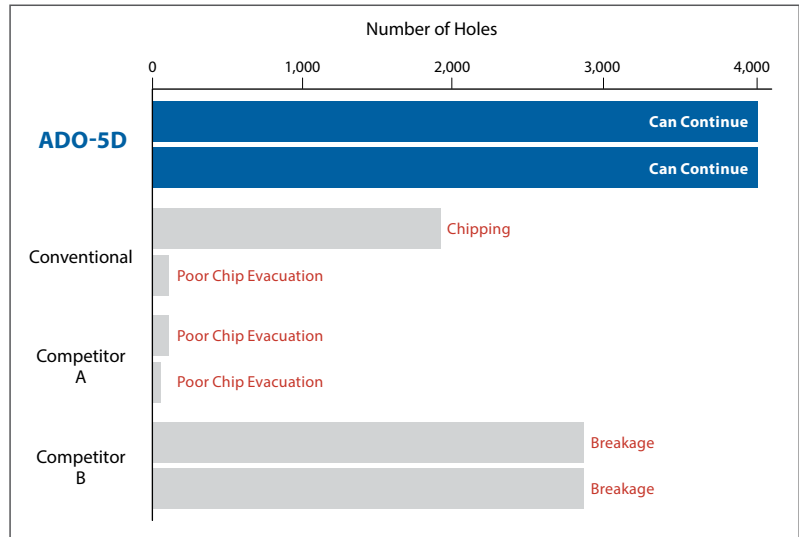 Number of Holes
0 1,000 2,000 3,000 4,000
ADO-5D
Can Continue
Can Continue
Conventional
Chipping
Poor Chip Evacuation
Competitor
A
Poor Chip Evacuation
Poor Chip Evacuation
Competitor
B
Breakage
Breakage